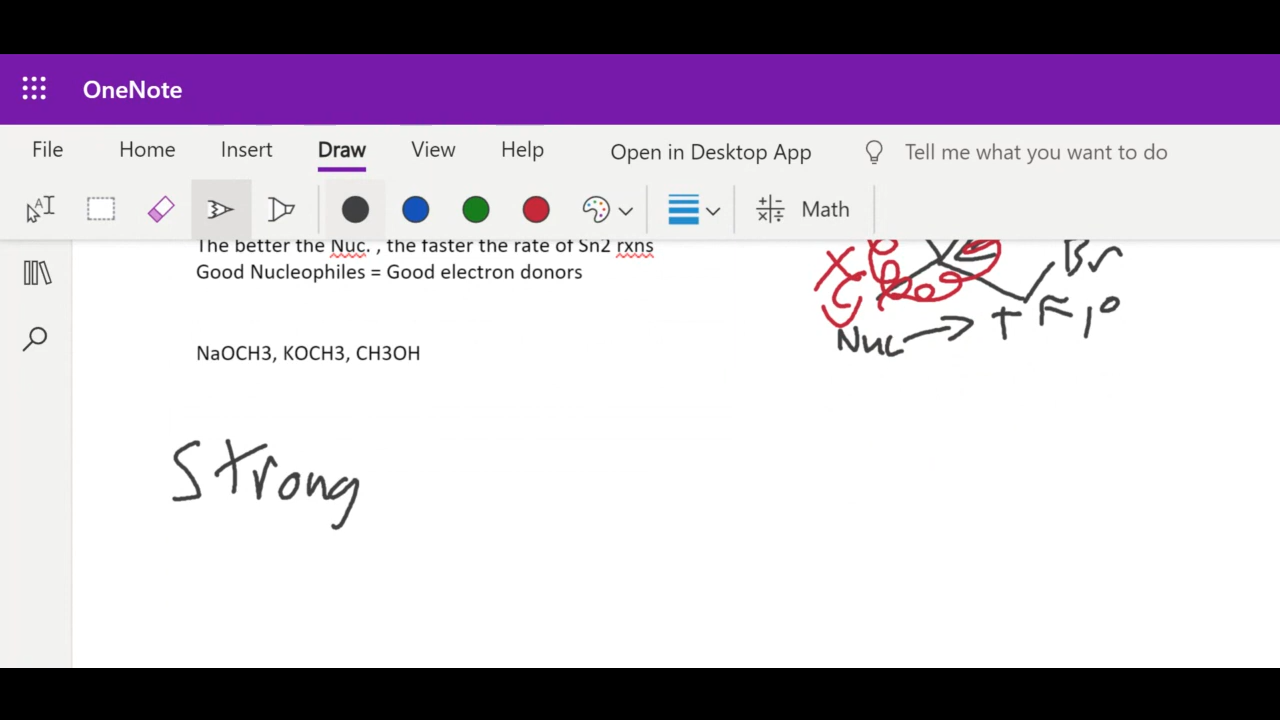 OneNote
File Home Insert Draw View Help Open in Desktop App Tell me what you want to do
Math
The better the Nuc. , the faster the rate of Sn2 rxns
Good Nucleophiles = Good electron donors
Br
Nuc
NaOCH3, KOCH3, CH3OH
Strong